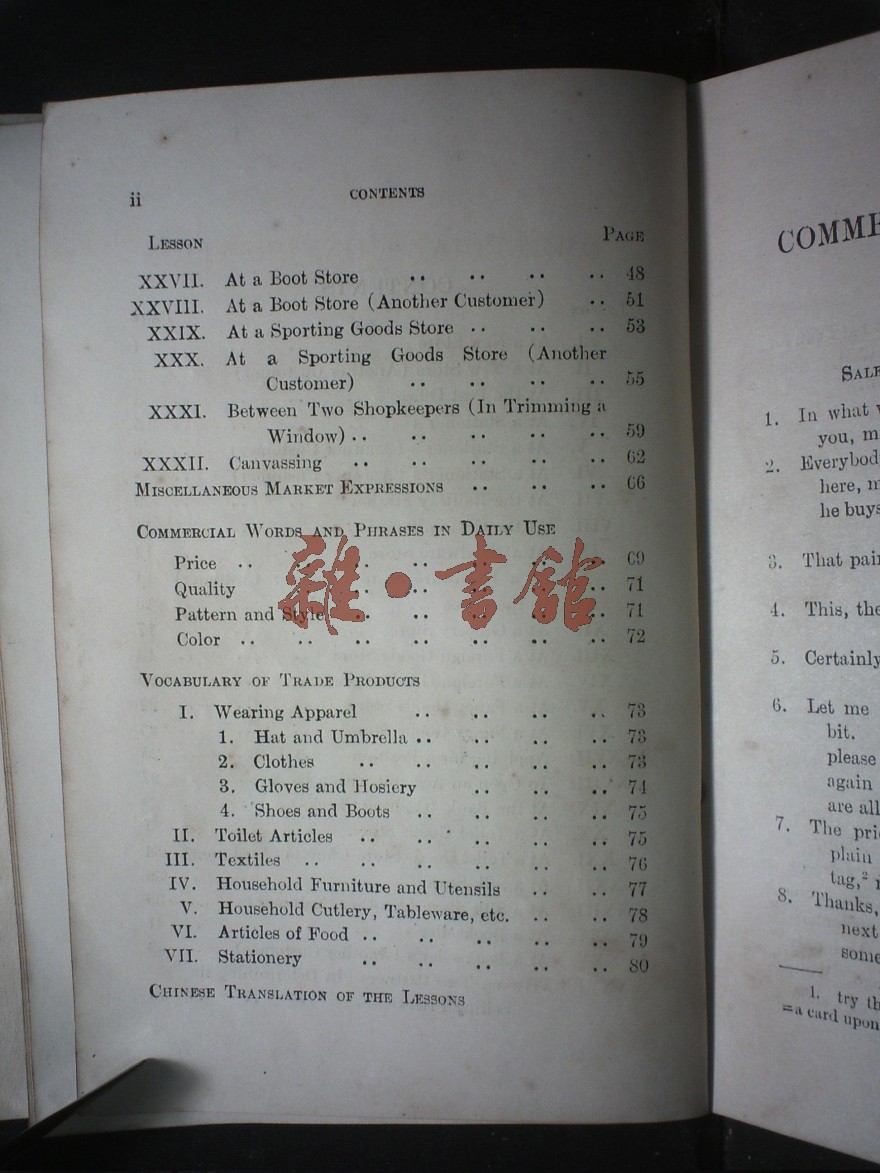 ii CONTENTS
LESSON PAGE
XXVII. At a Boot Store .. .. .. .. 48
XXVIII. At a Boot Store (Another Customer) .. 51
XXIX. At a Sporting Goods Store .. .. .. 53
XXX. At a Sporting Goods Store (Another
Customer) .. .. .. .. 55
XXXI. Between Two Shopkeepers (In Trimming a
Window) .. .. .. .. .. 59
XXXII. Canvassing .. .. .. .. .. 62
MISCELLANEOUS MARKET EXPRESSIONS .. .. .. 66
COMMERCIAL WORDS AND PHRASES IN DAILY USE
Price .. .. .. .. .. .. .. 69
Quality .. .. .. .. .. 71
Pattern and Style .. .. .. .. .. 71
Color .. .. .. .. .. .. 72
雜·書館
VOCABULARY OF TRADE PRODUCTS
I. Wearing Apparel .. .. .. .. 73
1. Hat and Umbrella .. .. .. .. 73
2. Clothes .. .. .. .. .. 73
3. Gloves and Hosiery .. .. .. 74
4. Shoes and Boots .. .. .. .. 75
II. Toilet Articles .. .. .. .. .. 75
III. Textiles .. .. .. .. .. .. 76
IV. Household Furniture and Utensils .. .. 77
V. Household Cutlery, Tableware, etc. .. .. 78
VI. Articles of Food .. .. .. .. .. 79
VII. Stationery .. .. .. .. .. 80
CHINESE TRANSLATION OF THE LESSONS
1. In what
you,
2. Everybod
here,
he buys
3. That pai
4. This, the
5. Certainly
6. Let me
bit.
please
again
are all
7. The pri
plain
tag,²
8. Thanks,
next
some
1. try th
=a card upon